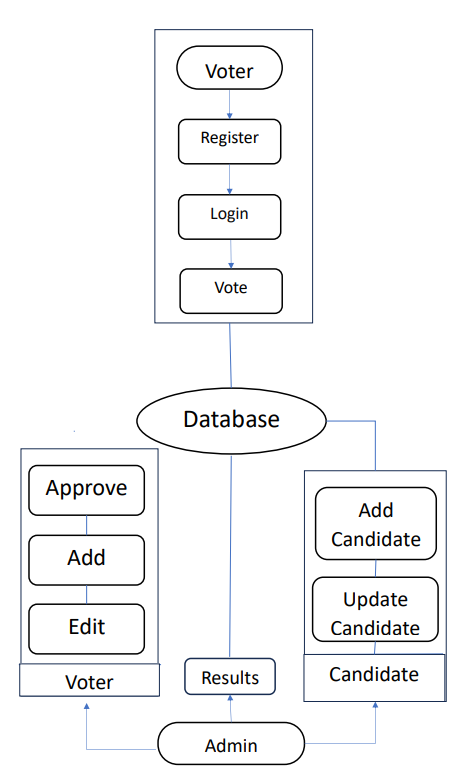 Voter
Register
Login
Vote
Database
Approve
Add
Edit
Voter
Results
Add
Candidate
Update
Candidate
Candidate
Admin